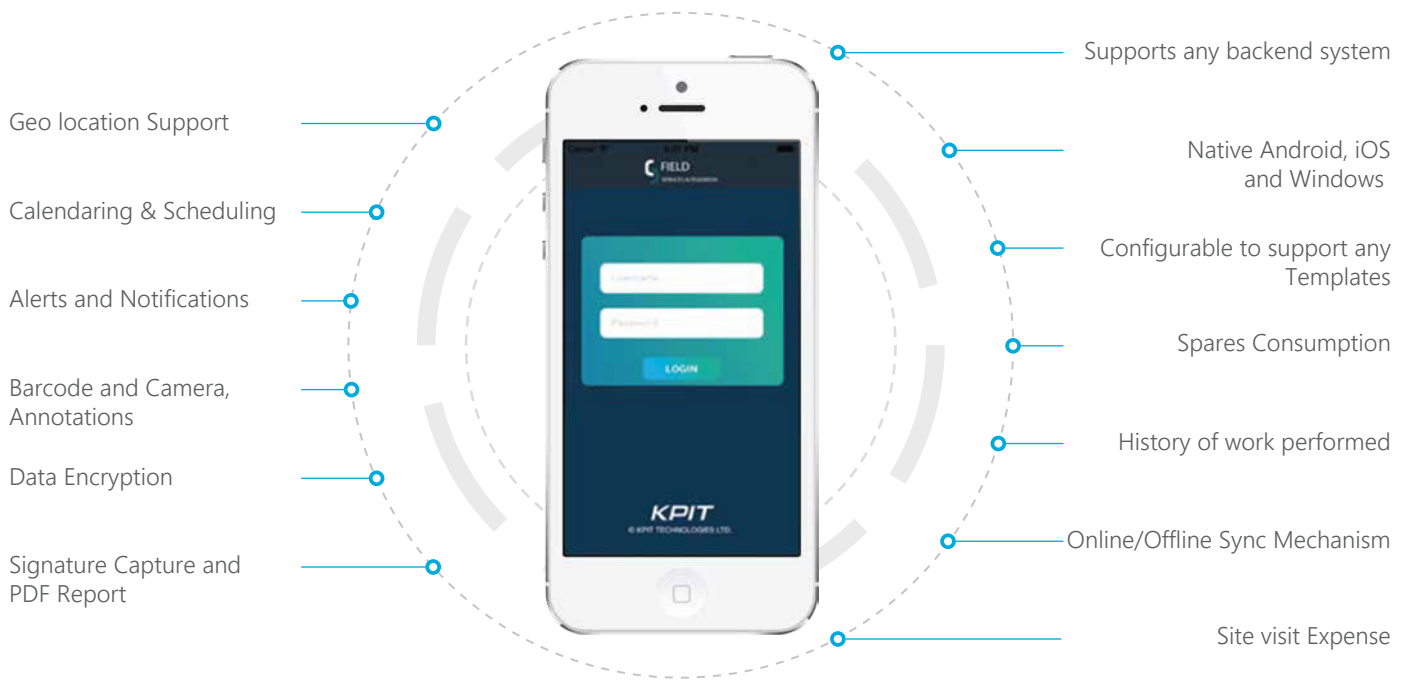 Geo location Support
Calendaring & Scheduling
Alerts and Notifications
Barcode and Camera,
Annotations
Data Encryption
Signature Capture and
PDF Report
FIELD
Username
Password
LOGIN
KPIT
© KPIT TECHNOLOGIES LTD.
Supports any backend system
Native Android, iOS
and Windows
Configurable to support any
Templates
Spares Consumption
History of work performed
Online/Offline Sync Mechanism
Site visit Expense